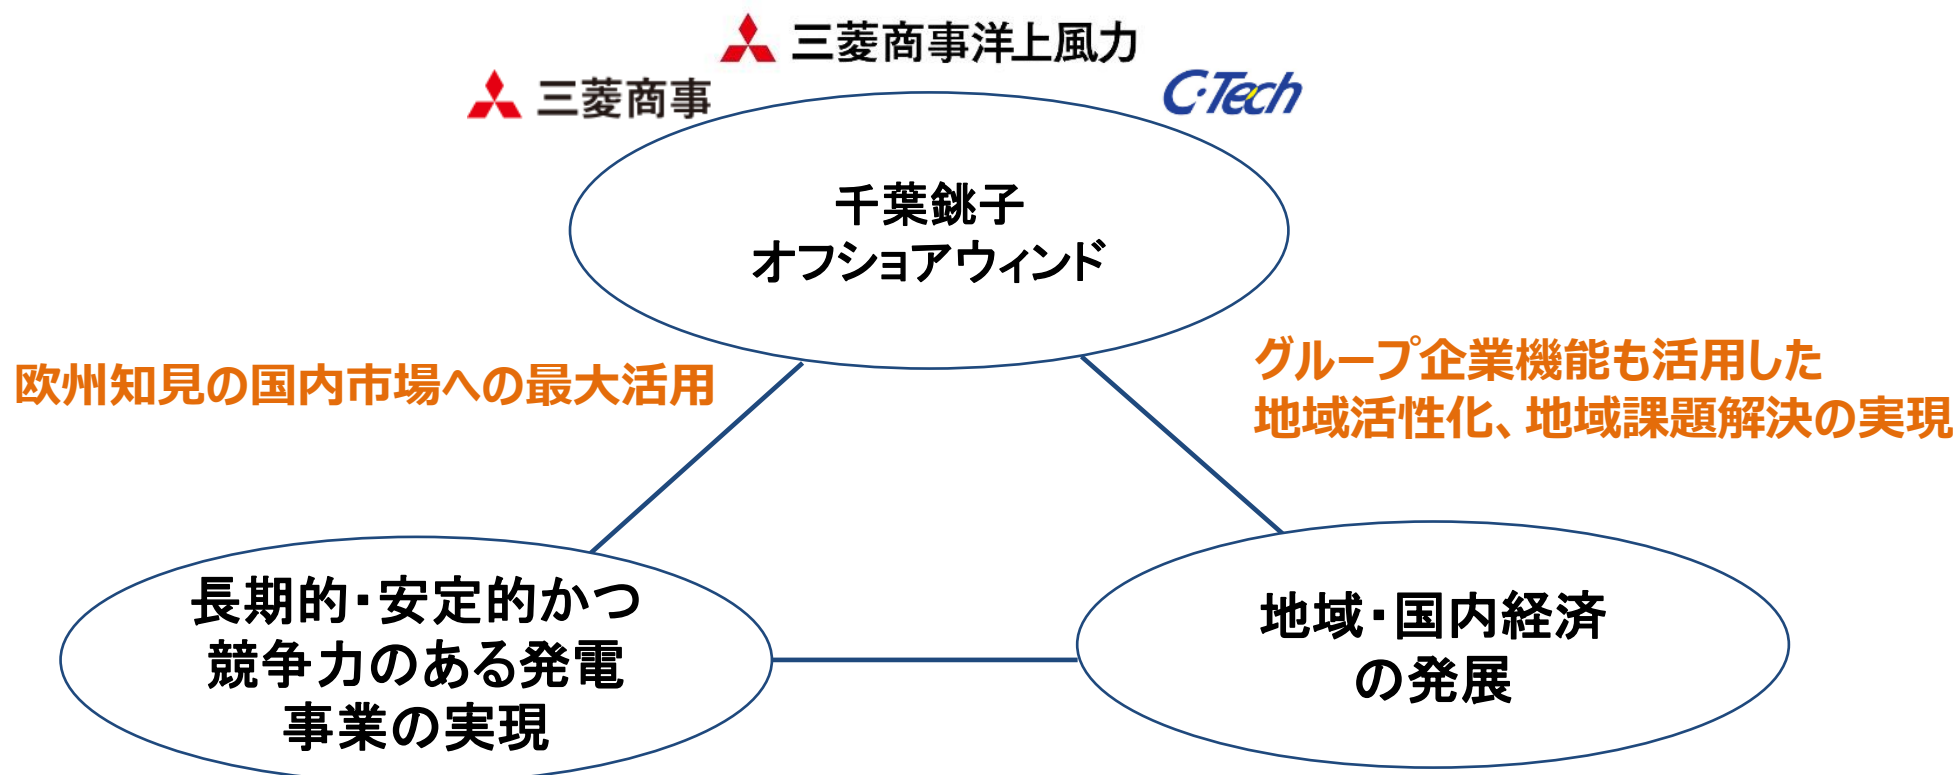 三菱商事洋上風力
三菱商事
C-Tech
千葉銚子
オフショアウィンド
欧州知見の国内市場への最大活用
グループ企業機能も活用した
地域活性化、地域課題解決の実現
長期的・安定的かつ
競争力のある発電
事業の実現
地域・国内経済
の発展